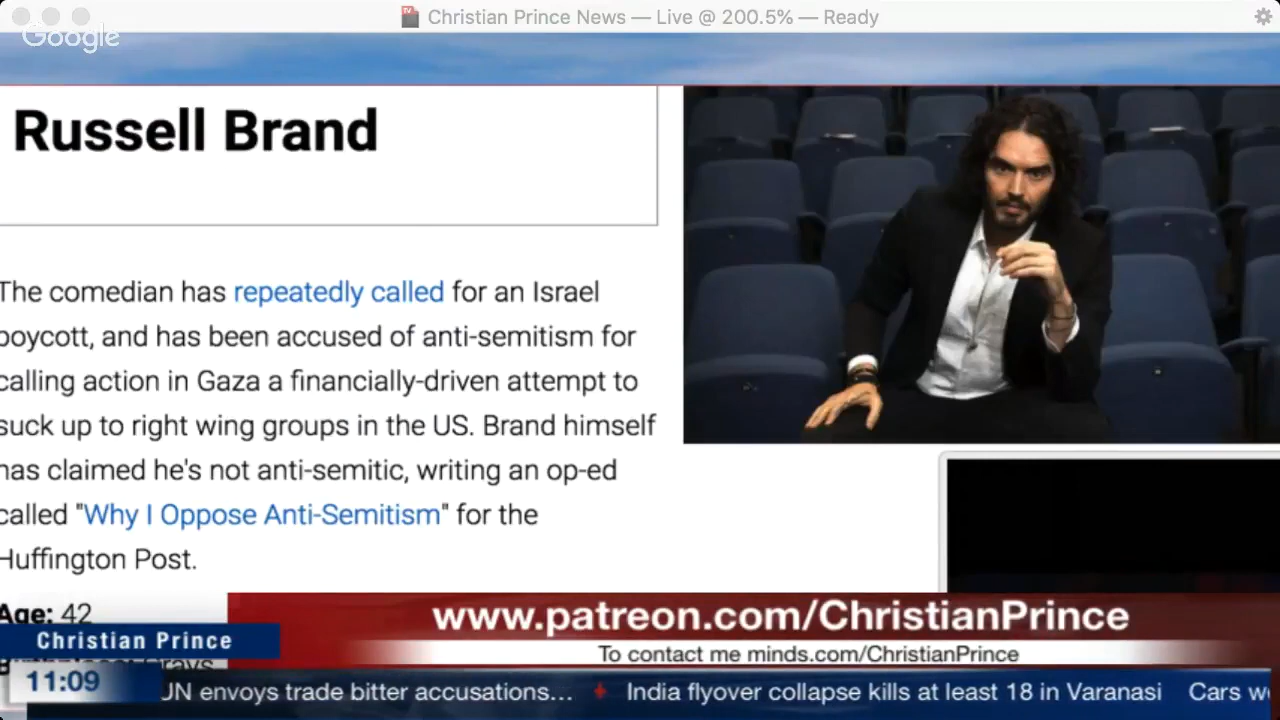 Christian Prince News — Live @ 200.5% — Ready
Google
Russell Brand
The comedian has repeatedly called for an Israel
boycott, and has been accused of anti-semitism for
calling action in Gaza a financially-driven attempt to
suck up to right wing groups in the US. Brand himself
has claimed he's not anti-semitic, writing an op-ed
called "Why I Oppose Anti-Semitism" for the
Huffington Post.
Age: 42
www.patreon.com/ChristianPrince
Christian Prince
To contact me minds.com/ChristianPrince
11:09
UN envoys trade bitter accusations... India flyover collapse kills at least 18 in Varanasi Cars